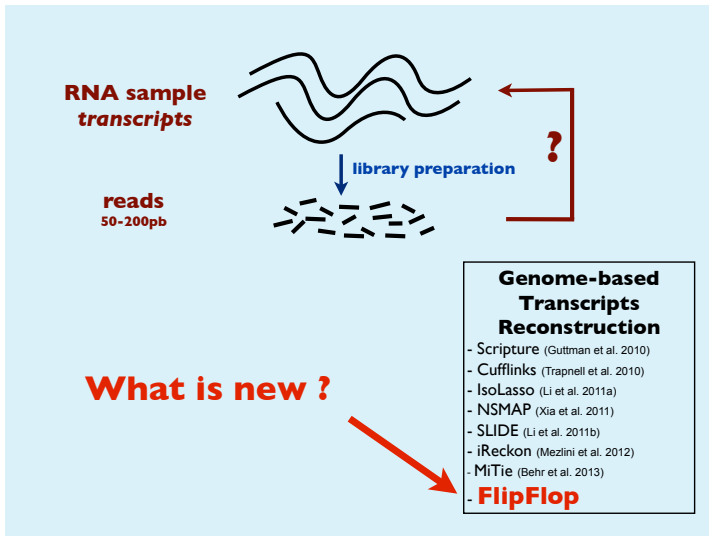 RNA sample
transcripts
library preparation
?
reads
50-200pb
Genome-based
Transcripts
Reconstruction
- Scripture (Guttman et al. 2010)
- Cufflinks (Trapnell et al. 2010)
- IsoLasso (Li et al. 2011a)
- NSMAP (Xia et al. 2011)
- SLIDE (Li et al. 2011b)
- iReckon (Mezlini et al. 2012)
- MiTie (Behr et al. 2013)
- FlipFlop
What is new ?